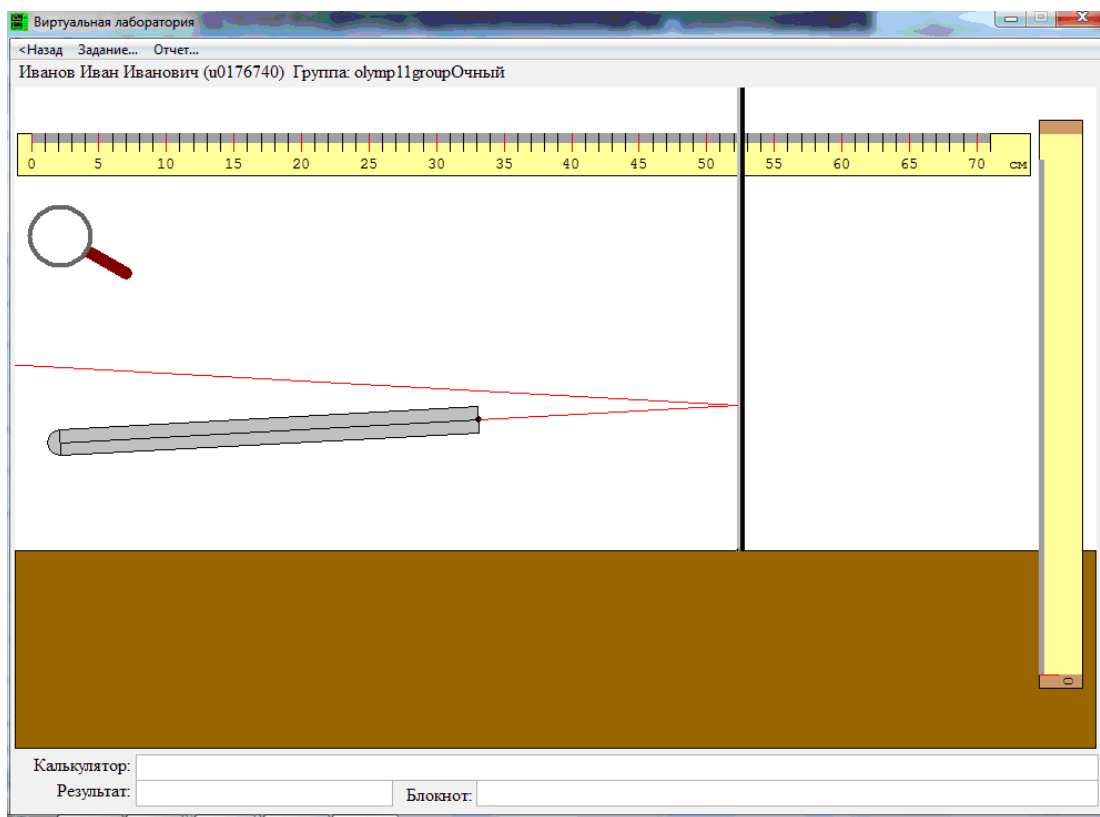 Виртуальная лаборатория
<Назад Задание... Отчет...
Иванов Иван Иванович (u0176740) Группа: olymp11groupОчный
0 5 10 15 20 25 30 35 40 45 50 55 60 65 70 см
0
Калькулятор:
Результат: Блокнот: